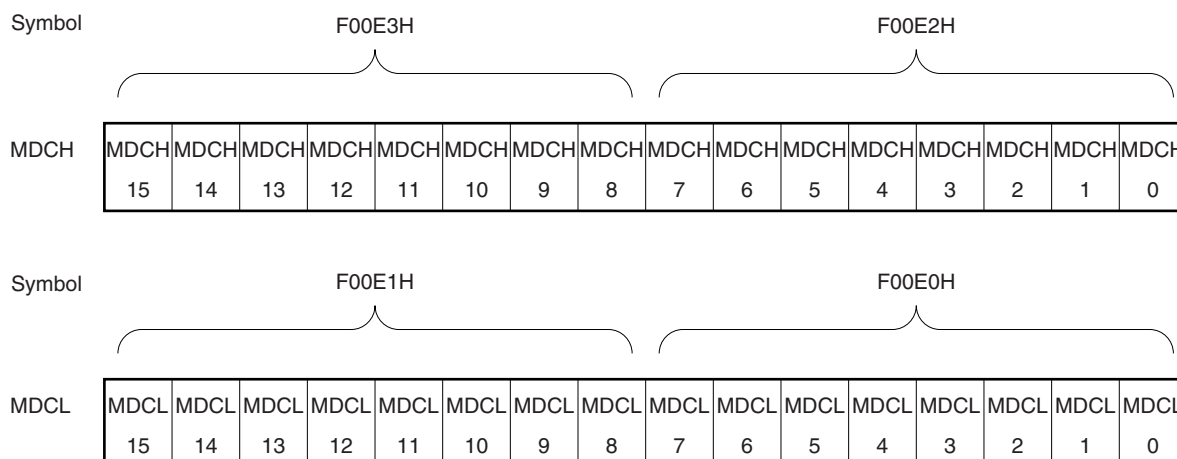 Symbol F00E3H F00E2H
MDCH MDCH MDCH MDCH MDCH MDCH MDCH MDCH MDCH MDCH MDCH MDCH MDCH MDCH MDCH MDCH MDCH
15 14 13 12 11 10 9 8 7 6 5 4 3 2 1 0
Symbol F00E1H F00E0H
MDCL MDCL MDCL MDCL MDCL MDCL MDCL MDCL MDCL MDCL MDCL MDCL MDCL MDCL MDCL MDCL MDCL
15 14 13 12 11 10 9 8 7 6 5 4 3 2 1 0